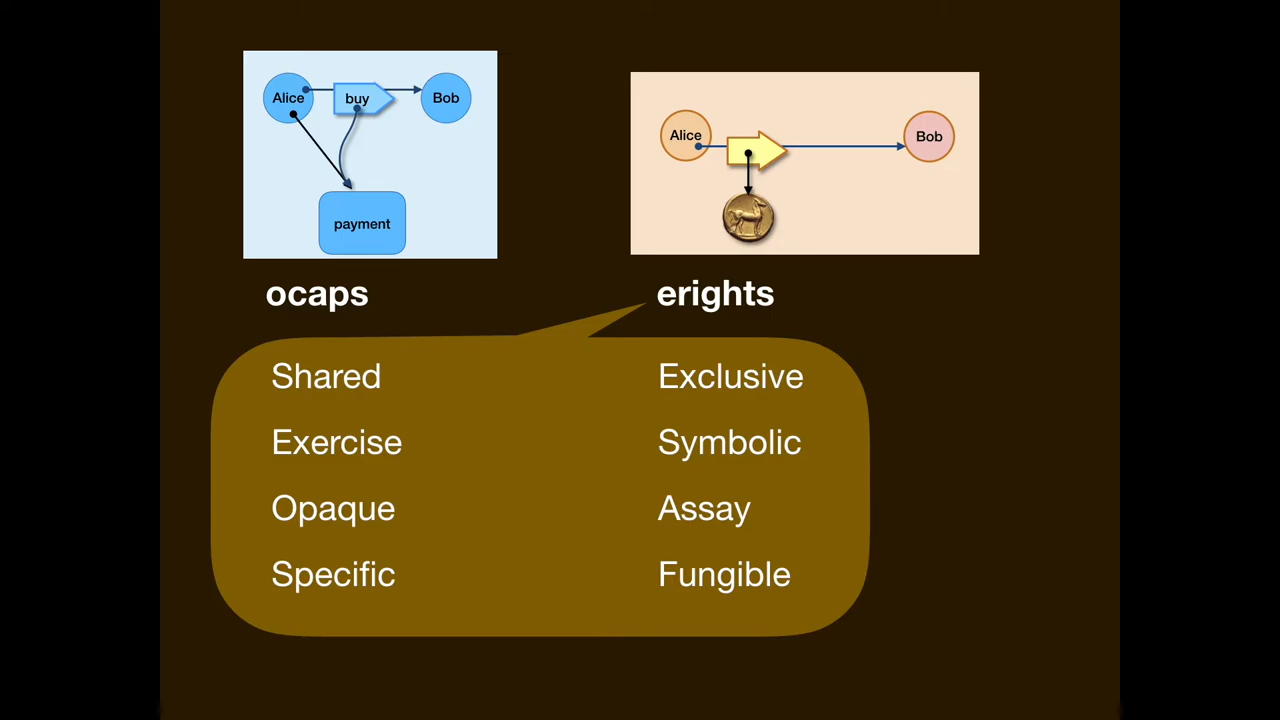 Alice buy Bob
payment
Alice Bob
ocaps erights
Shared Exclusive
Exercise Symbolic
Opaque Assay
Specific Fungible